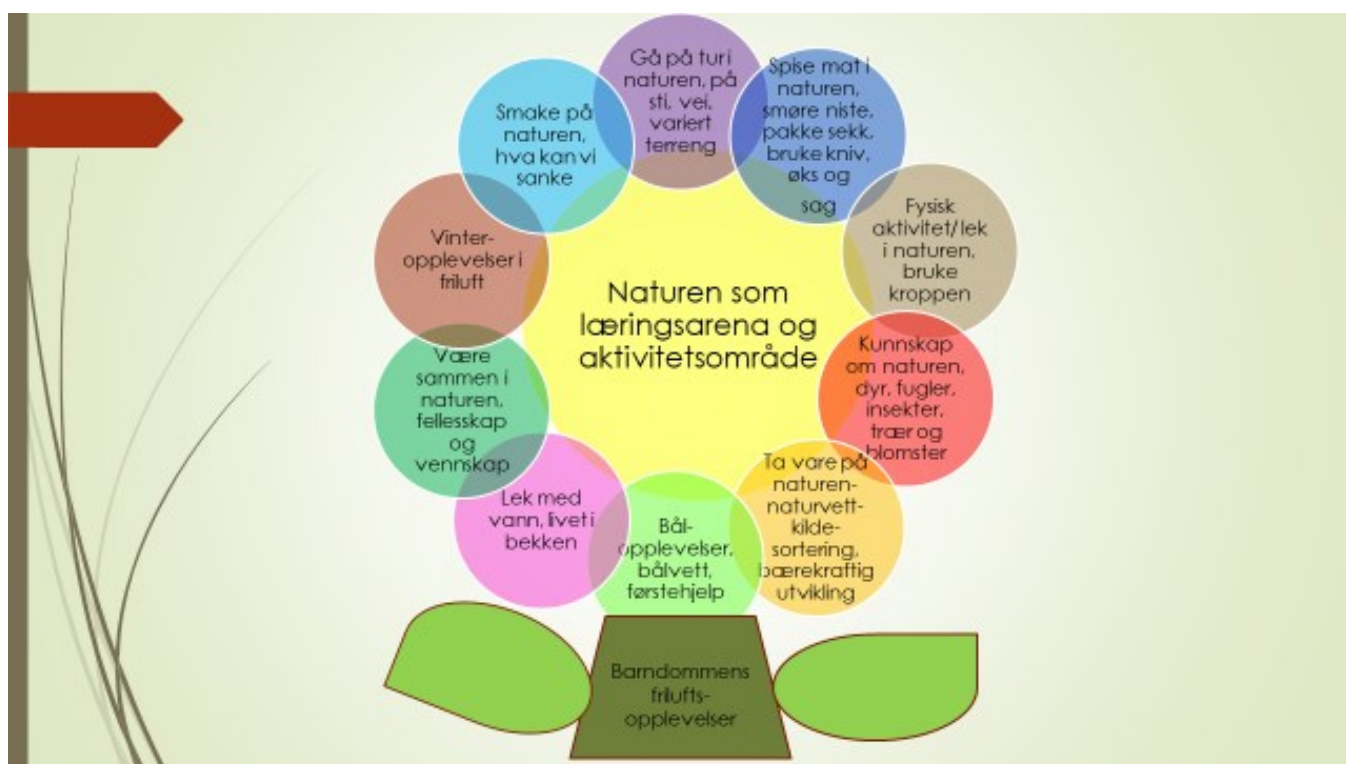 Gå på tur i
naturen, på
sti, vei,
variert
terreng
Spise mat i
naturen,
smøre niste,
pakke sekk,
bruke kniv,
øks og
sag
Fysisk
aktivitet/lek
i naturen,
bruke
kroppen
Kunnskap
om naturen,
dyr, fugler,
insekter,
trær og
blomster
Ta vare på
naturen-
naturvett-
kilde-
sortering,
bærekraftig
utvikling
Bål-
opplevelser,
bålvett,
førstehjelp
Lek med
vann, livet i
bekken
Være
sammen i
naturen,
fellesskap
og
vennskap
Vinter-
opplevelser i
friluft
Smake på
naturen,
hva kan vi
sanke
Naturen som
læringsarena og
aktivitetsområde
Barndommens
frilufts-
opplevelser